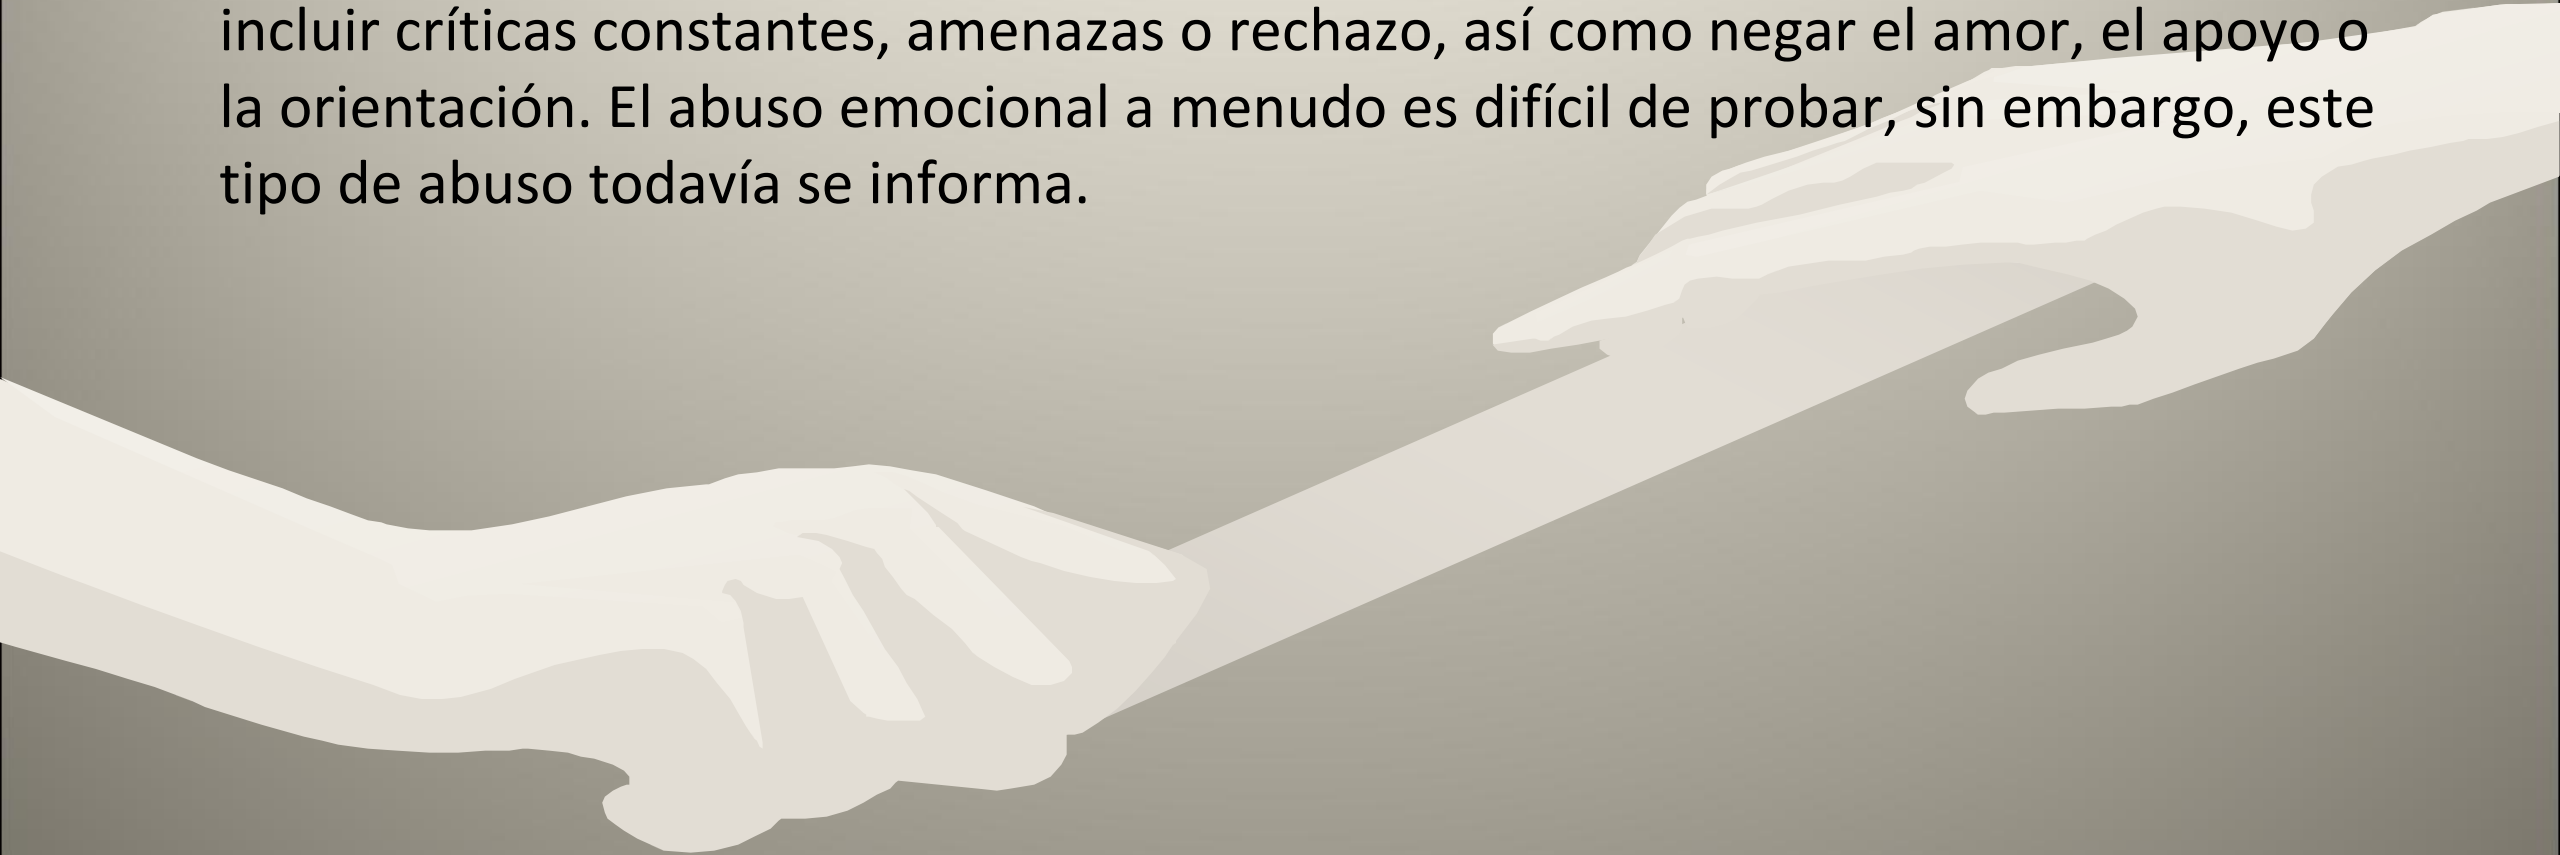 incluir críticas constantes, amenazas o rechazo, así como negar el amor, el apoyo o
la orientación. El abuso emocional a menudo es difícil de probar, sin embargo, este
tipo de abuso todavía se informa.